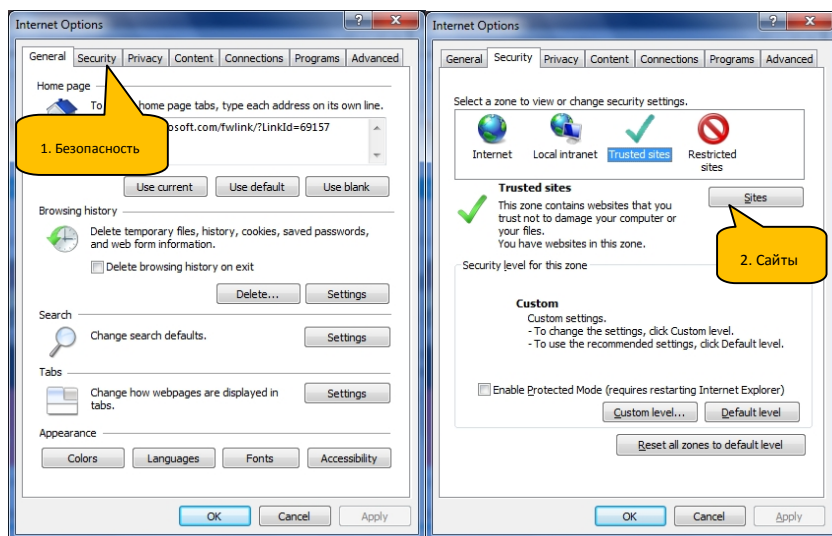 Internet Options
General Security Privacy Content Connections Programs Advanced
Home page
To home page tabs, type each address on its own line.
osoft.com/fwlink/?LinkId=69157
1. Безопасность
Use current Use default Use blank
Browsing history
Delete temporary files, history, cookies, saved passwords,
and web form information.
Delete browsing history on exit
Delete... Settings
Search
Change search defaults. Settings
Tabs
Change how webpages are displayed in Settings
tabs.
Appearance
Colors Languages Fonts Accessibility
OK Cancel Apply
Internet Options
General Security Privacy Content Connections Programs Advanced
Select a zone to view or change security settings.
Internet Local intranet Trusted sites Restricted
sites
Trusted sites
Sites
This zone contains websites that you
trust not to damage your computer or
your files.
You have websites in this zone.
2. Сайты
Security level for this zone
Custom
Custom settings.
- To change the settings, click Custom level.
- To use the recommended settings, click Default level.
Enable Protected Mode (requires restarting Internet Explorer)
Custom level... Default level
Reset all zones to default level
OK Cancel Apply